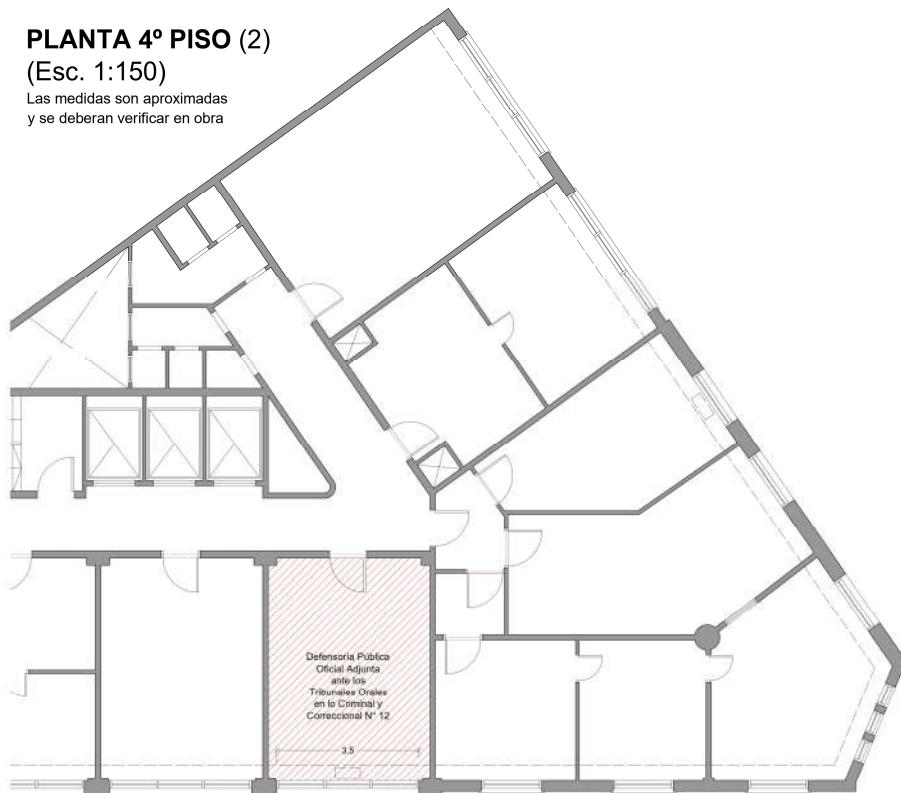 PLANTA 4º PISO (2)
(Esc. 1:150)
Las medidas son aproximadas
y se deberan verificar en obra
Defensoría Pública
Oficial Adjunta
ante los
Tribunales Orales
en lo Criminal y
Correccional N° 12
3.5